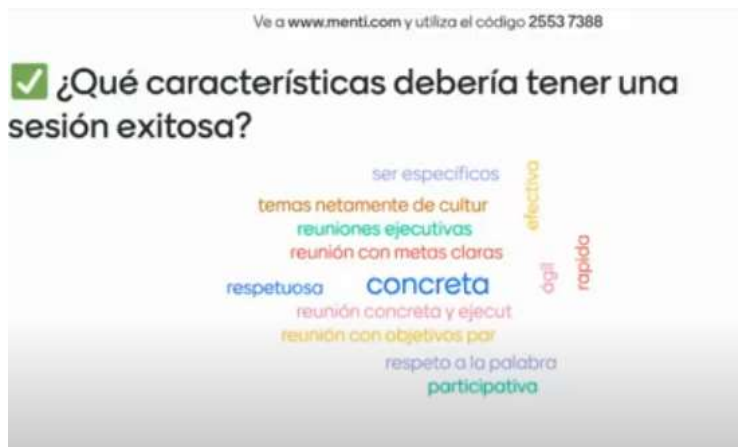 Ve a www.menti.com y utiliza el código 2553 7388
✅ ¿Qué características debería tener una
sesión exitosa?
ser específicos
efectiva
temas netamente de cultur
reuniones ejecutivas
reunión con metas claras
rapida
ágil
respetuosa
concreta
reunión concreta y ejecut
reunión con objetivos par
respeto a la palabra
participativa